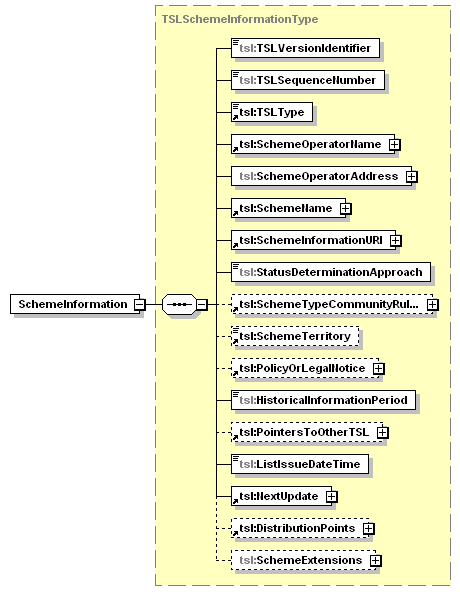 TSLSchemeInformationType
tsl:TSLVersionIdentifier
tsl:TSLSequenceNumber
tsl:TSLType
tsl:SchemeOperatorName
tsl:SchemeOperatorAddress
tsl:SchemeName
tsl:SchemeInformationURI
tsl:StatusDeterminationApproach
SchemeInformation
tsl:SchemeTypeCommunityRul...
tsl:SchemeTerritory
tsl:PolicyOrLegalNotice
tsl:HistoricalInformationPeriod
tsl:PointersToOtherTSL
tsl:ListIssueDateTime
tsl:NextUpdate
tsl:DistributionPoints
tsl:SchemeExtensions